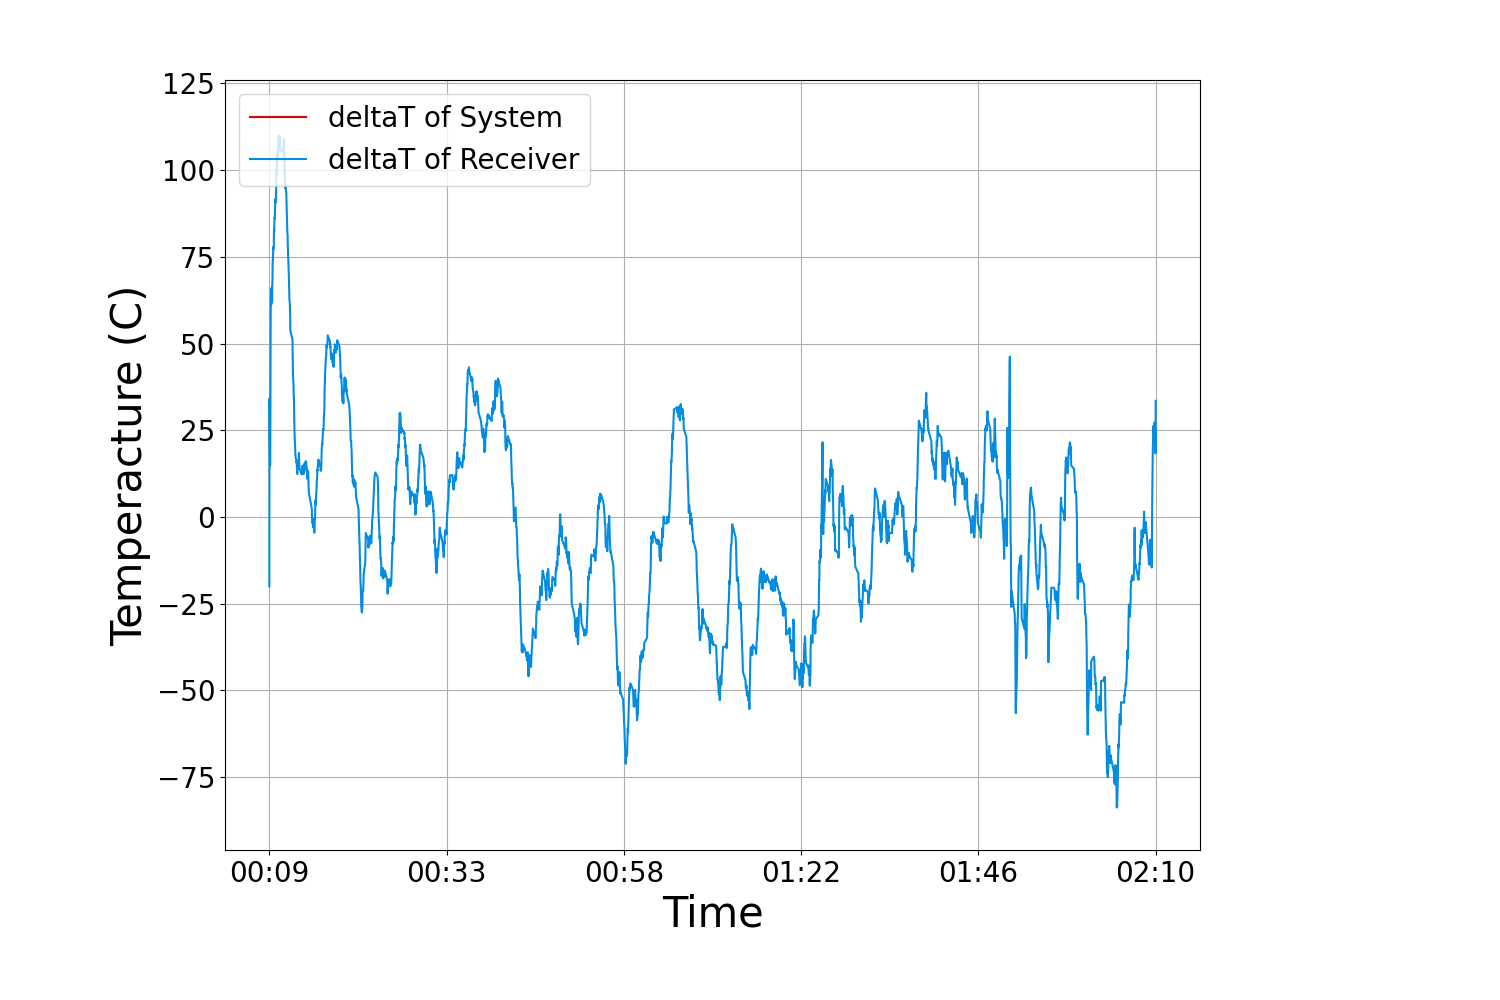 deltaT of System
deltaT of Receiver
125
100
75
50
25
0
−25
−50
−75
Temperacture (C)
00:09 00:33 00:58 01:22 01:46 02:10
Time